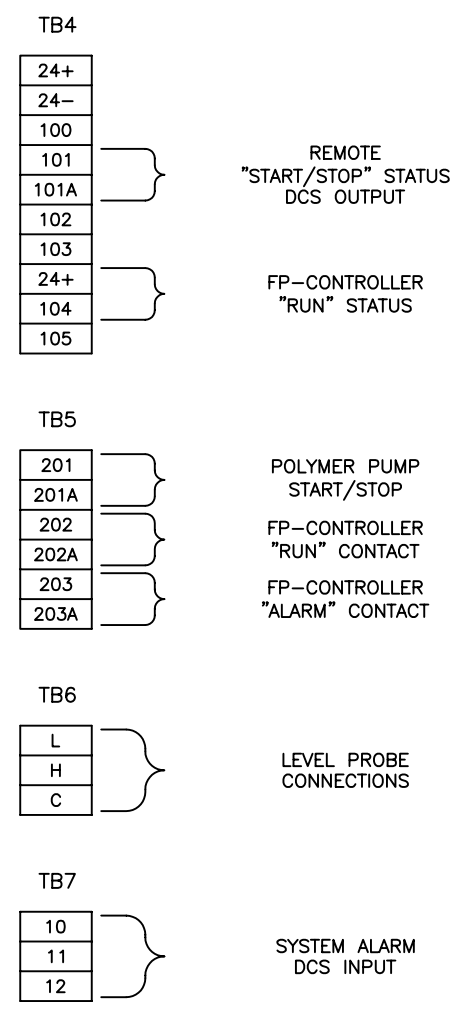 TB4
24+
24-
100
101
101A
REMOTE
"START/STOP" STATUS
DCS OUTPUT
102
103
24+
104
FP-CONTROLLER
"RUN" STATUS
105
TB5
201
201A
POLYMER PUMP
START/STOP
202
202A
FP-CONTROLLER
"RUN" CONTACT
203
203A
FP-CONTROLLER
"ALARM" CONTACT
TB6
L
H
C
LEVEL PROBE
CONNECTIONS
TB7
10
11
12
SYSTEM ALARM
DCS INPUT